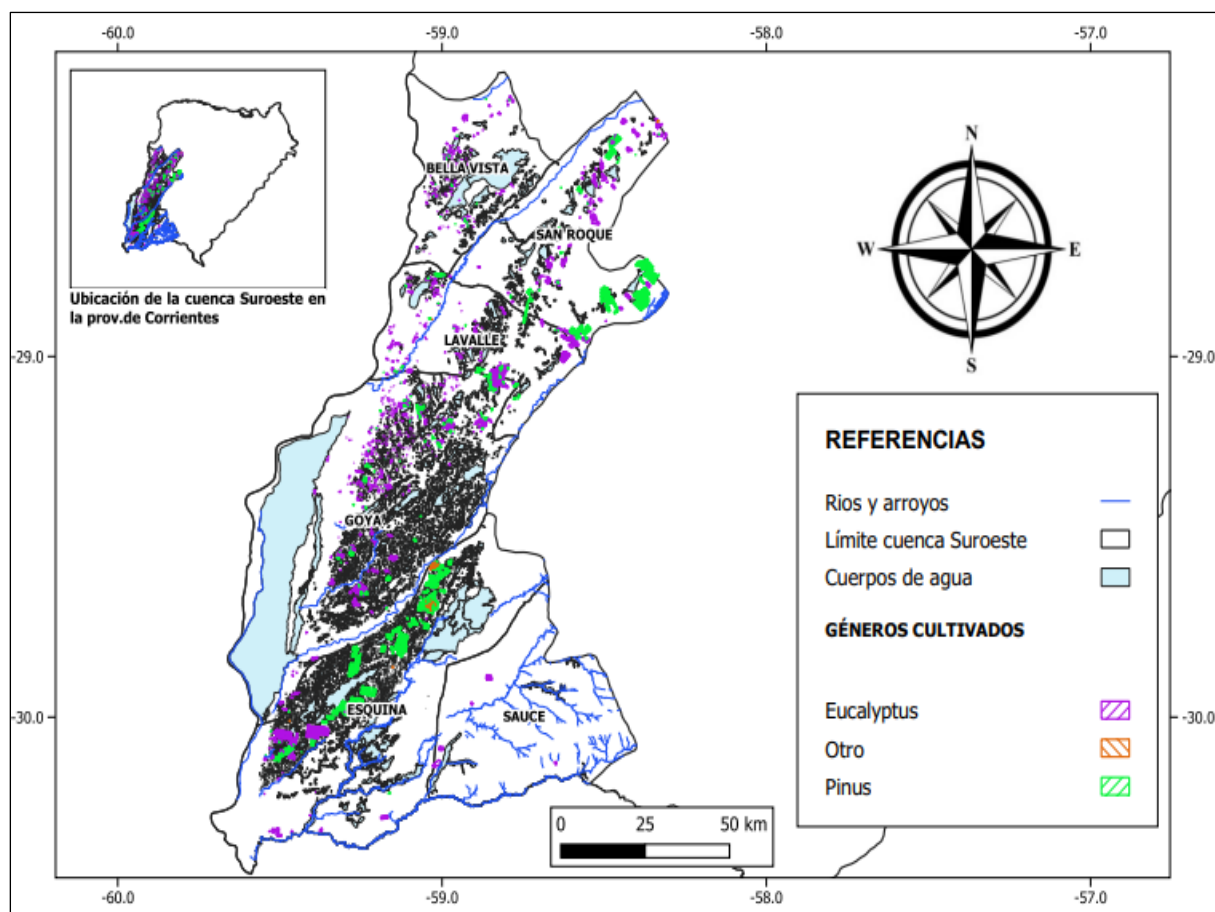 -60.0 -59.0 -58.0 -57.0
Ubicación de la cuenca Suroeste en
la prov.de Corrientes
BELLA VISTA
SAN ROQUE
LAVALLE
GOYA
ESQUINA
SAUCE
N
W E
S
-29.0 -29.0
-30.0 -30.0
REFERENCIAS
Rios y arroyos
Límite cuenca Suroeste
Cuerpos de agua
GÉNEROS CULTIVADOS
Eucalyptus
Otro
Pinus
0 25 50 km
-60.0 -59.0 -58.0 -57.0